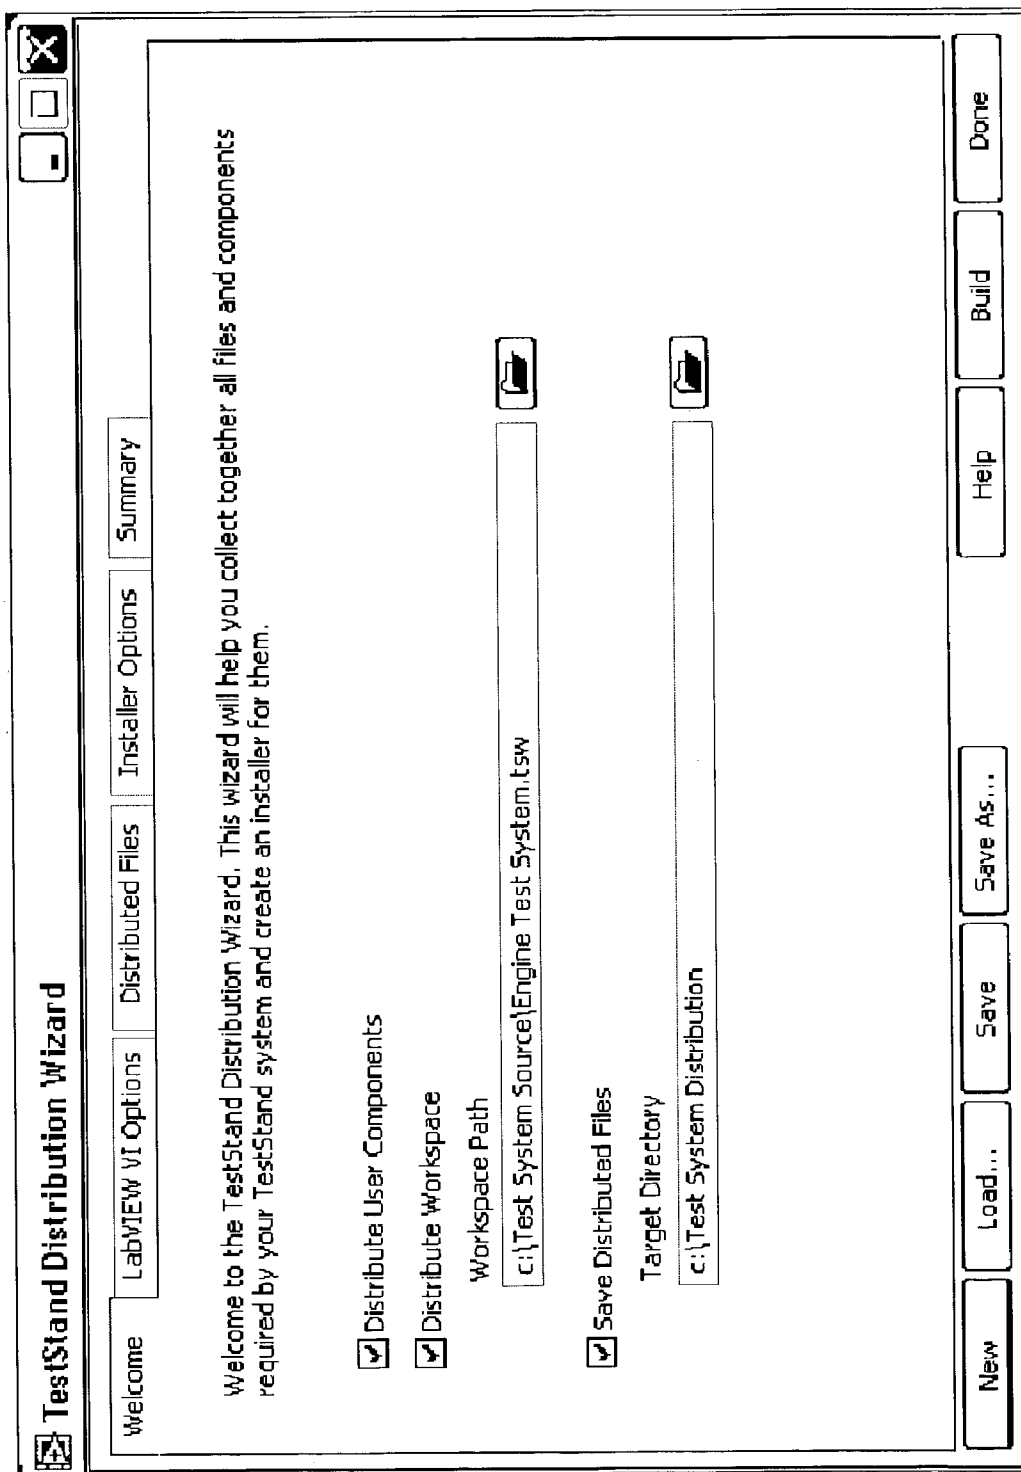 TestStand Distribution Wizard
Welcome
LabVIEW VI Options
Distributed Files
Installer Options
Summary
Welcome to the TestStand Distribution Wizard. This wizard will help you collect together all files and components
required by your TestStand system and create an installer for them.
Distribute User Components
Distribute Workspace
Workspace Path
c:\Test System Source\Engine Test System.tsw
Save Distributed Files
Target Directory
c:\Test System Distribution
New
Load...
Save
Save As...
Help
Build
Done